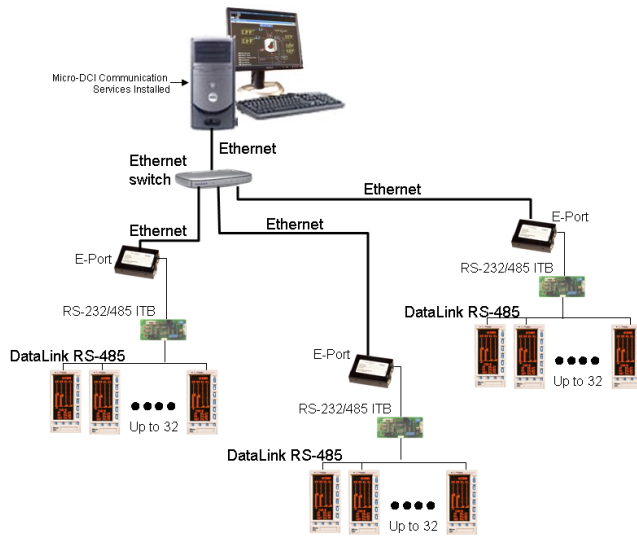 Micro-DCI Communication
Services Installed
Ethernet
Ethernet
switch
Ethernet
Ethernet
Ethernet
E-Port
E-Port
RS-232/485 ITB
RS-232/485 ITB
DataLink RS-485
DataLink RS-485
E-Port
Up to 32
RS-232/485 ITB
Up to 32
DataLink RS-485
Up to 32